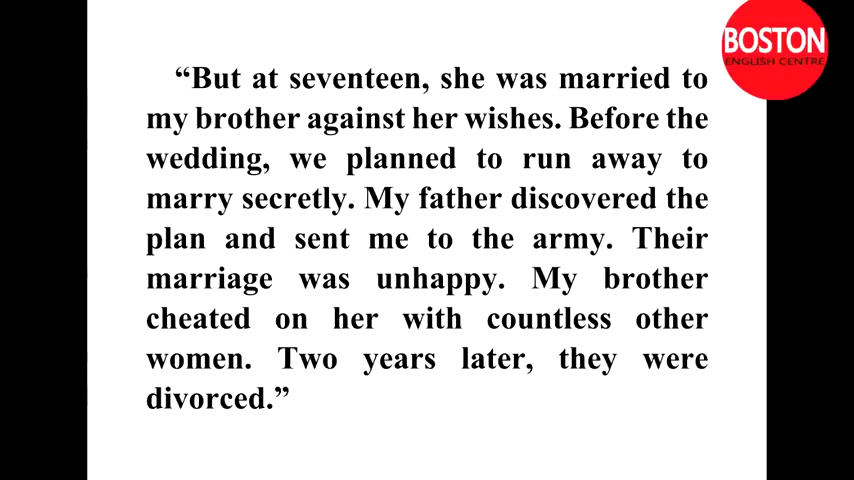 BOSTON
ENGLISH CENTRE
“But at seventeen, she was married to
my brother against her wishes. Before the
wedding, we planned to run away to
marry secretly. My father discovered the
plan and sent me to the army. Their
marriage was unhappy. My brother
cheated on her with countless other
women. Two years later, they were
divorced.”